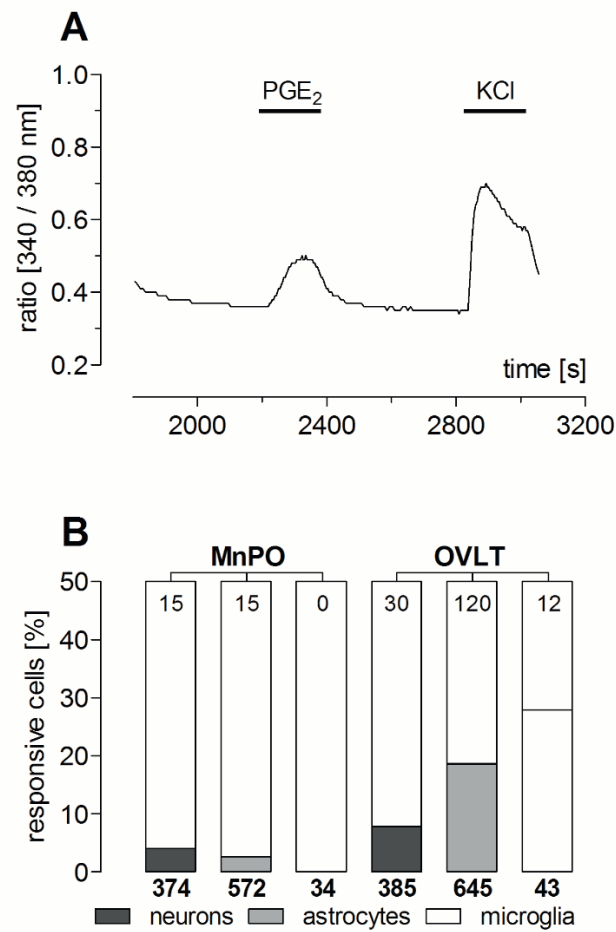 A
PGE₂ KCl
1.0
0.8
0.6
0.4
0.2
ratio [340 / 380 nm]
time [s]
2000 2400 2800 3200
B
MnPO OVLT
50
40
30
20
10
0
responsive cells [%]
15 15 0 30 120 12
374 572 34 385 645 43
neurons astrocytes microglia